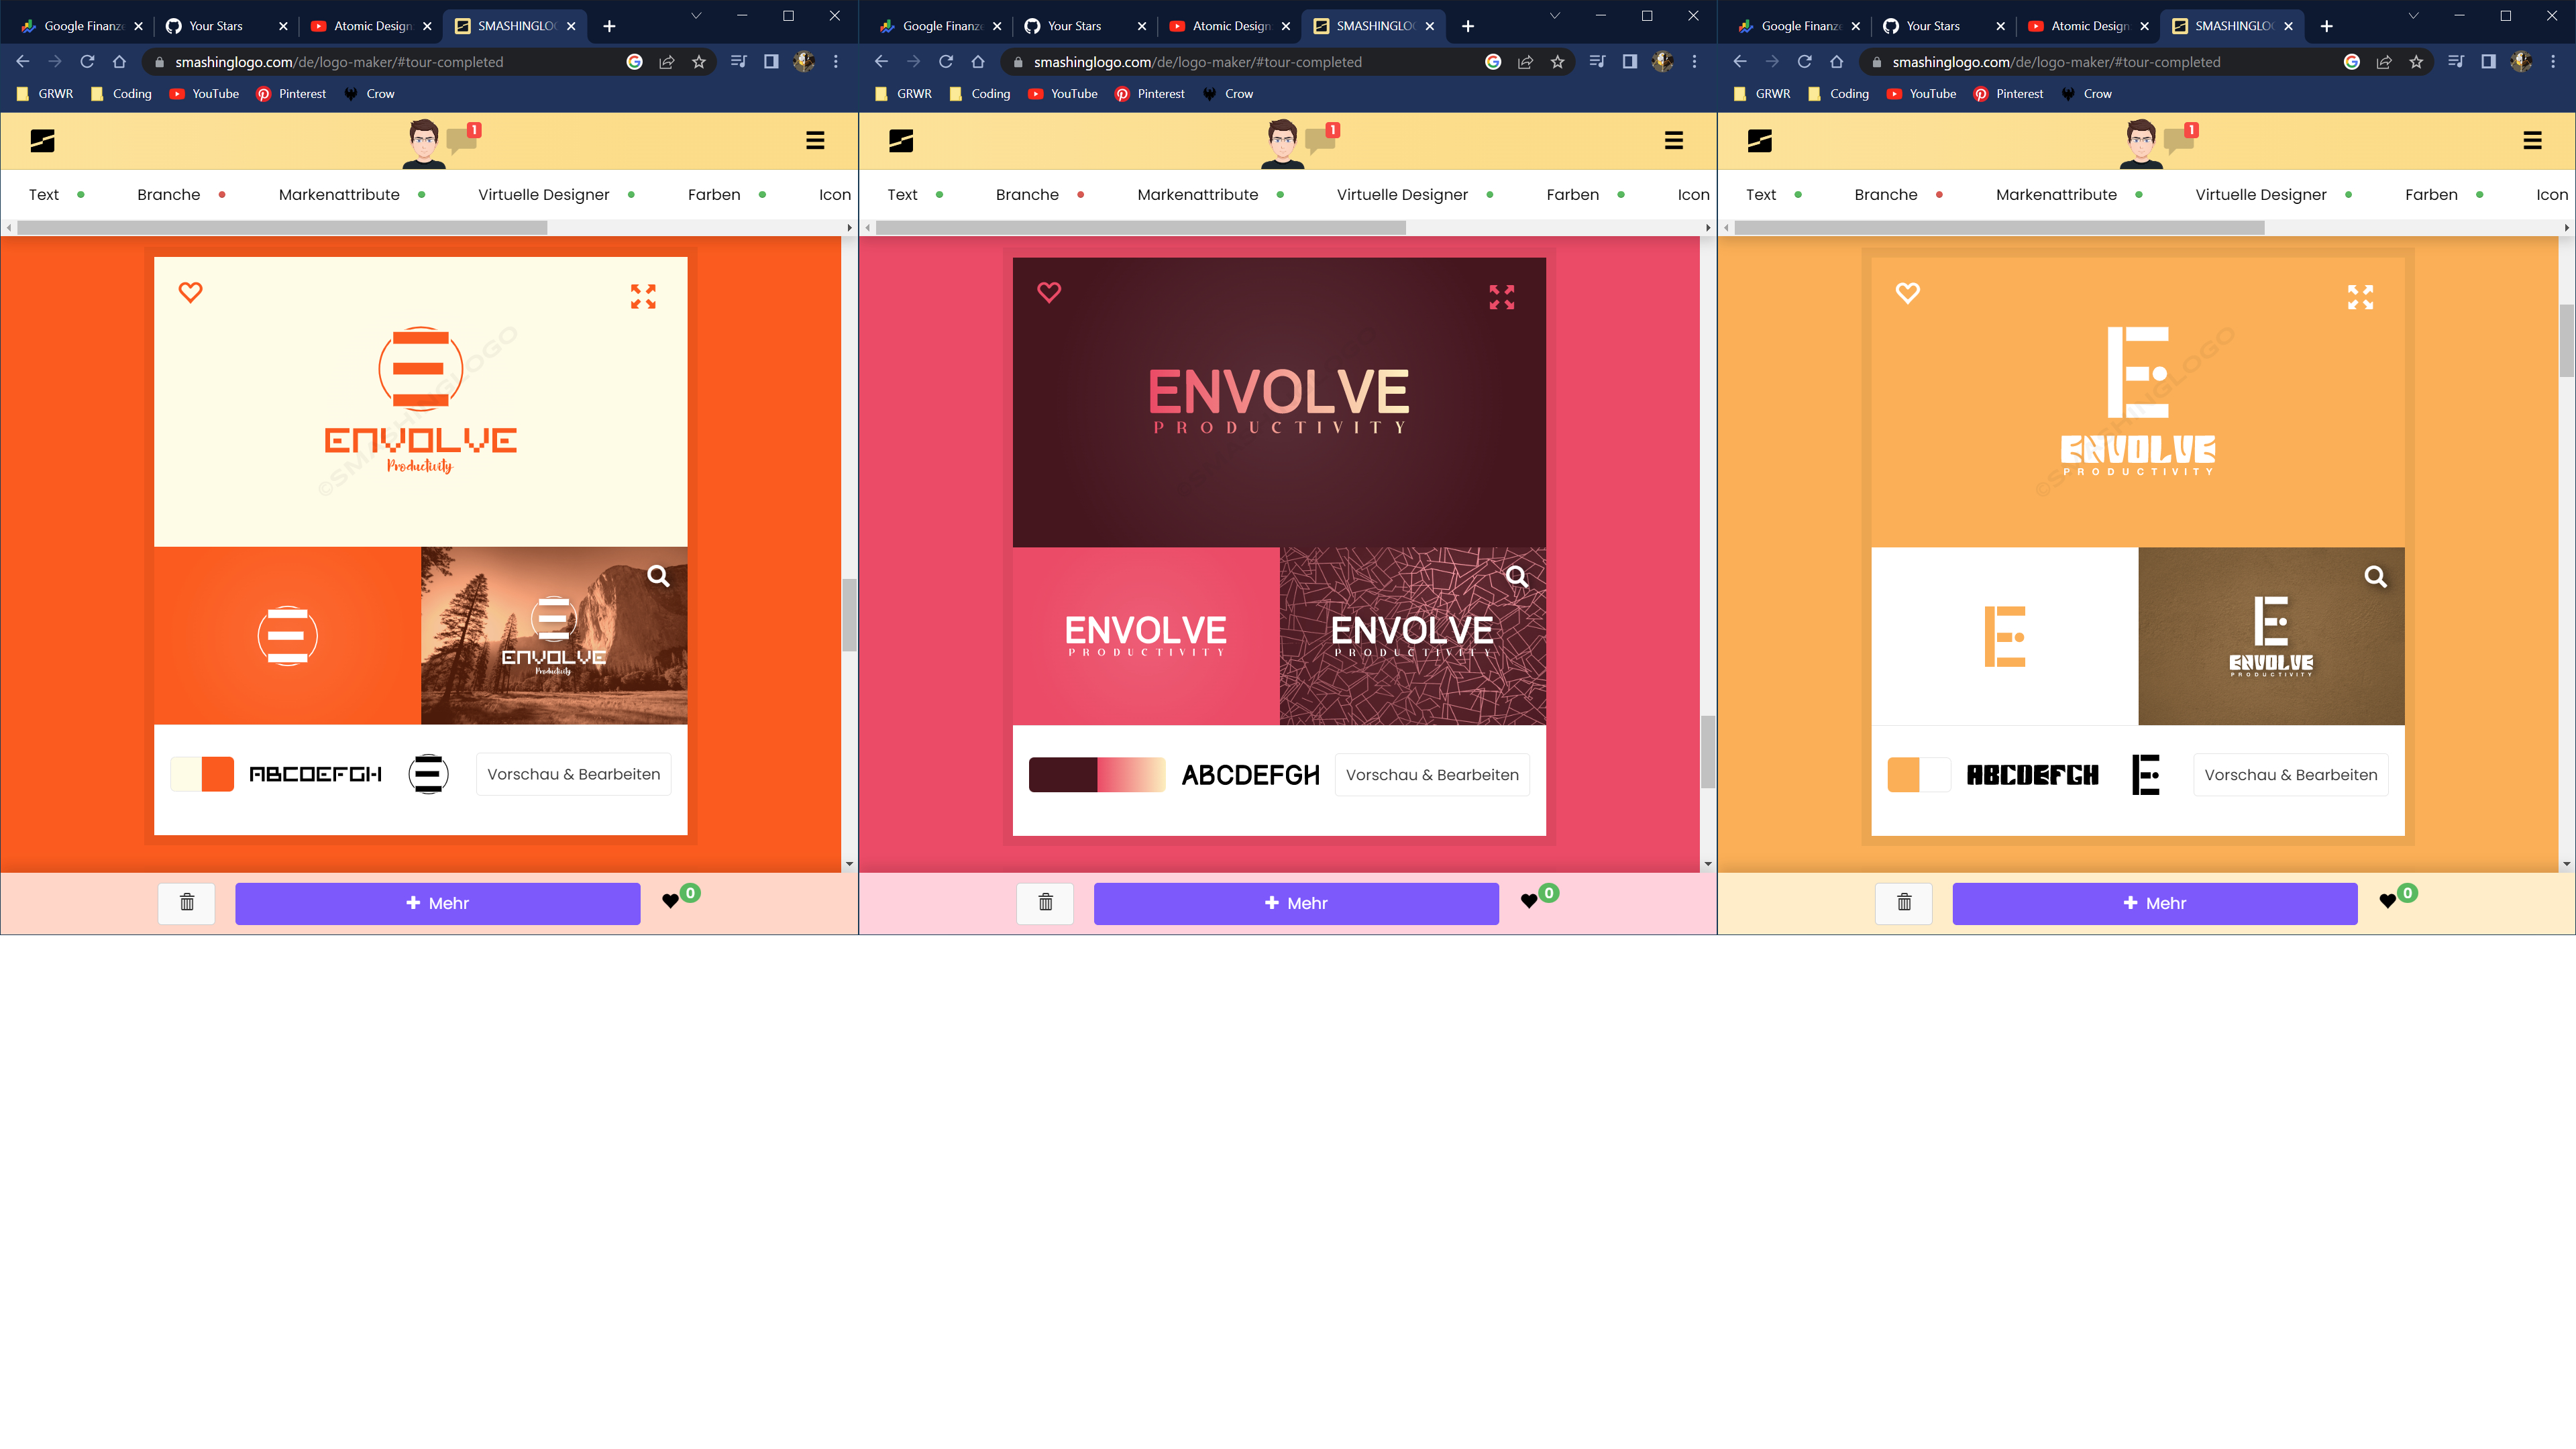 Google Finanz
Your Stars
Atomic Design
SMASHINGLO
smashinglogo.com/de/logo-maker/#tour-completed
GRWR
Coding
YouTube
Pinterest
Crow
1
Text
Branche
Markenattribute
Virtuelle Designer
Farben
Icon
©SMASHINGLOGO
ENVOLVE
Productivity
ENVOLVE
Productivity
ABCDEFGH
Vorschau & Bearbeiten
Mehr
0
Google Finanz
Your Stars
Atomic Design
SMASHINGLO
smashinglogo.com/de/logo-maker/#tour-completed
GRWR
Coding
YouTube
Pinterest
Crow
1
Text
Branche
Markenattribute
Virtuelle Designer
Farben
Icon
ENVOLVE
PRODUCTIVITY
ENVOLVE
PRODUCTIVITY
ENVOLVE
PRODUCTIVITY
ABCDEFGH
Vorschau & Bearbeiten
Mehr
0
Google Finanz
Your Stars
Atomic Design
SMASHINGLO
smashinglogo.com/de/logo-maker/#tour-completed
GRWR
Coding
YouTube
Pinterest
Crow
1
Text
Branche
Markenattribute
Virtuelle Designer
Farben
Icon
©SMASHINGLOGO
E
ENVOLVE
PRODUCTIVITY
E
E
ENVOLVE
PRODUCTIVITY
ABCDEFGH
E
Vorschau & Bearbeiten
Mehr
0